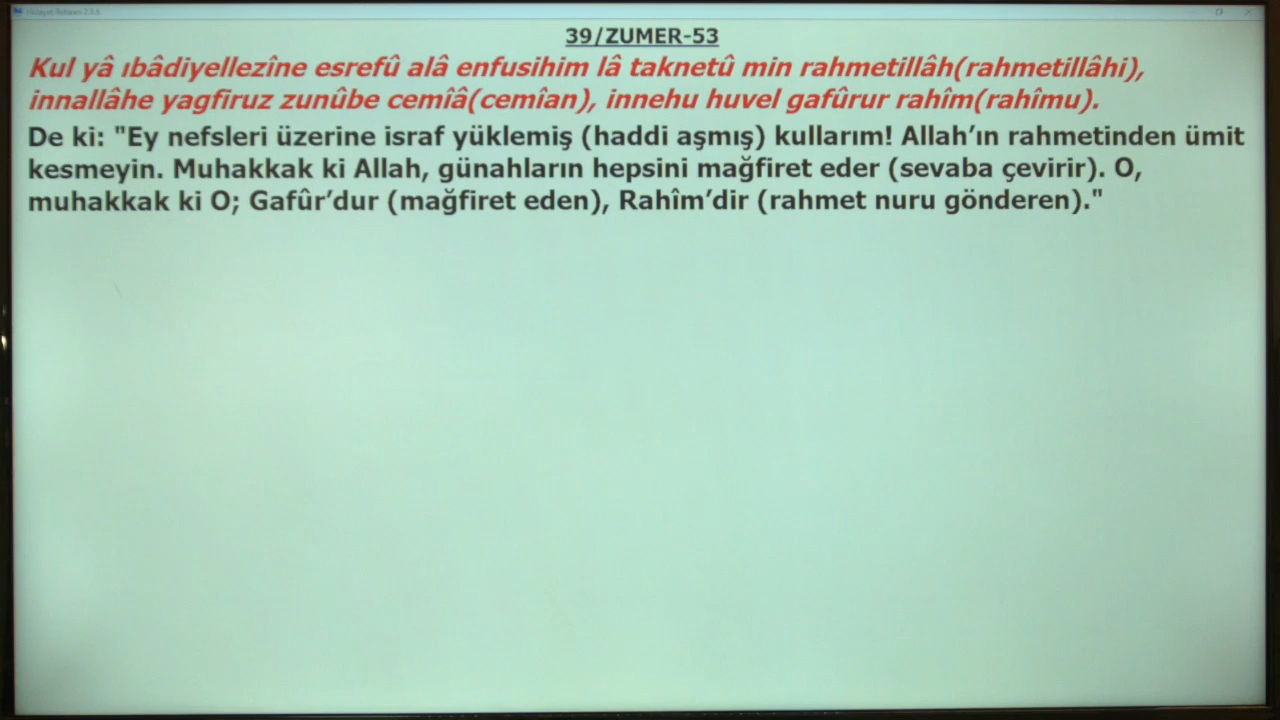 39/ZUMER-53
Kul yâ ıbâdiyellezîne esrefû alâ enfusihim lâ taknetû min rahmetillâh(rahmetillâhi),
innallâhe yagfiruz zunûbe cemîâ(cemîan), innehu huvel gafûrur rahîm(rahîmu).
De ki: "Ey nefsleri üzerine israf yüklemiş (haddi aşmış) kullarım! Allah’ın rahmetinden ümit
kesmeyin. Muhakkak ki Allah, günahların hepsini mağfiret eder (sevaba çevirir). O,
muhakkak ki O; Gafûr’dur (mağfiret eden), Rahîm’dir (rahmet nuru gönderen)."